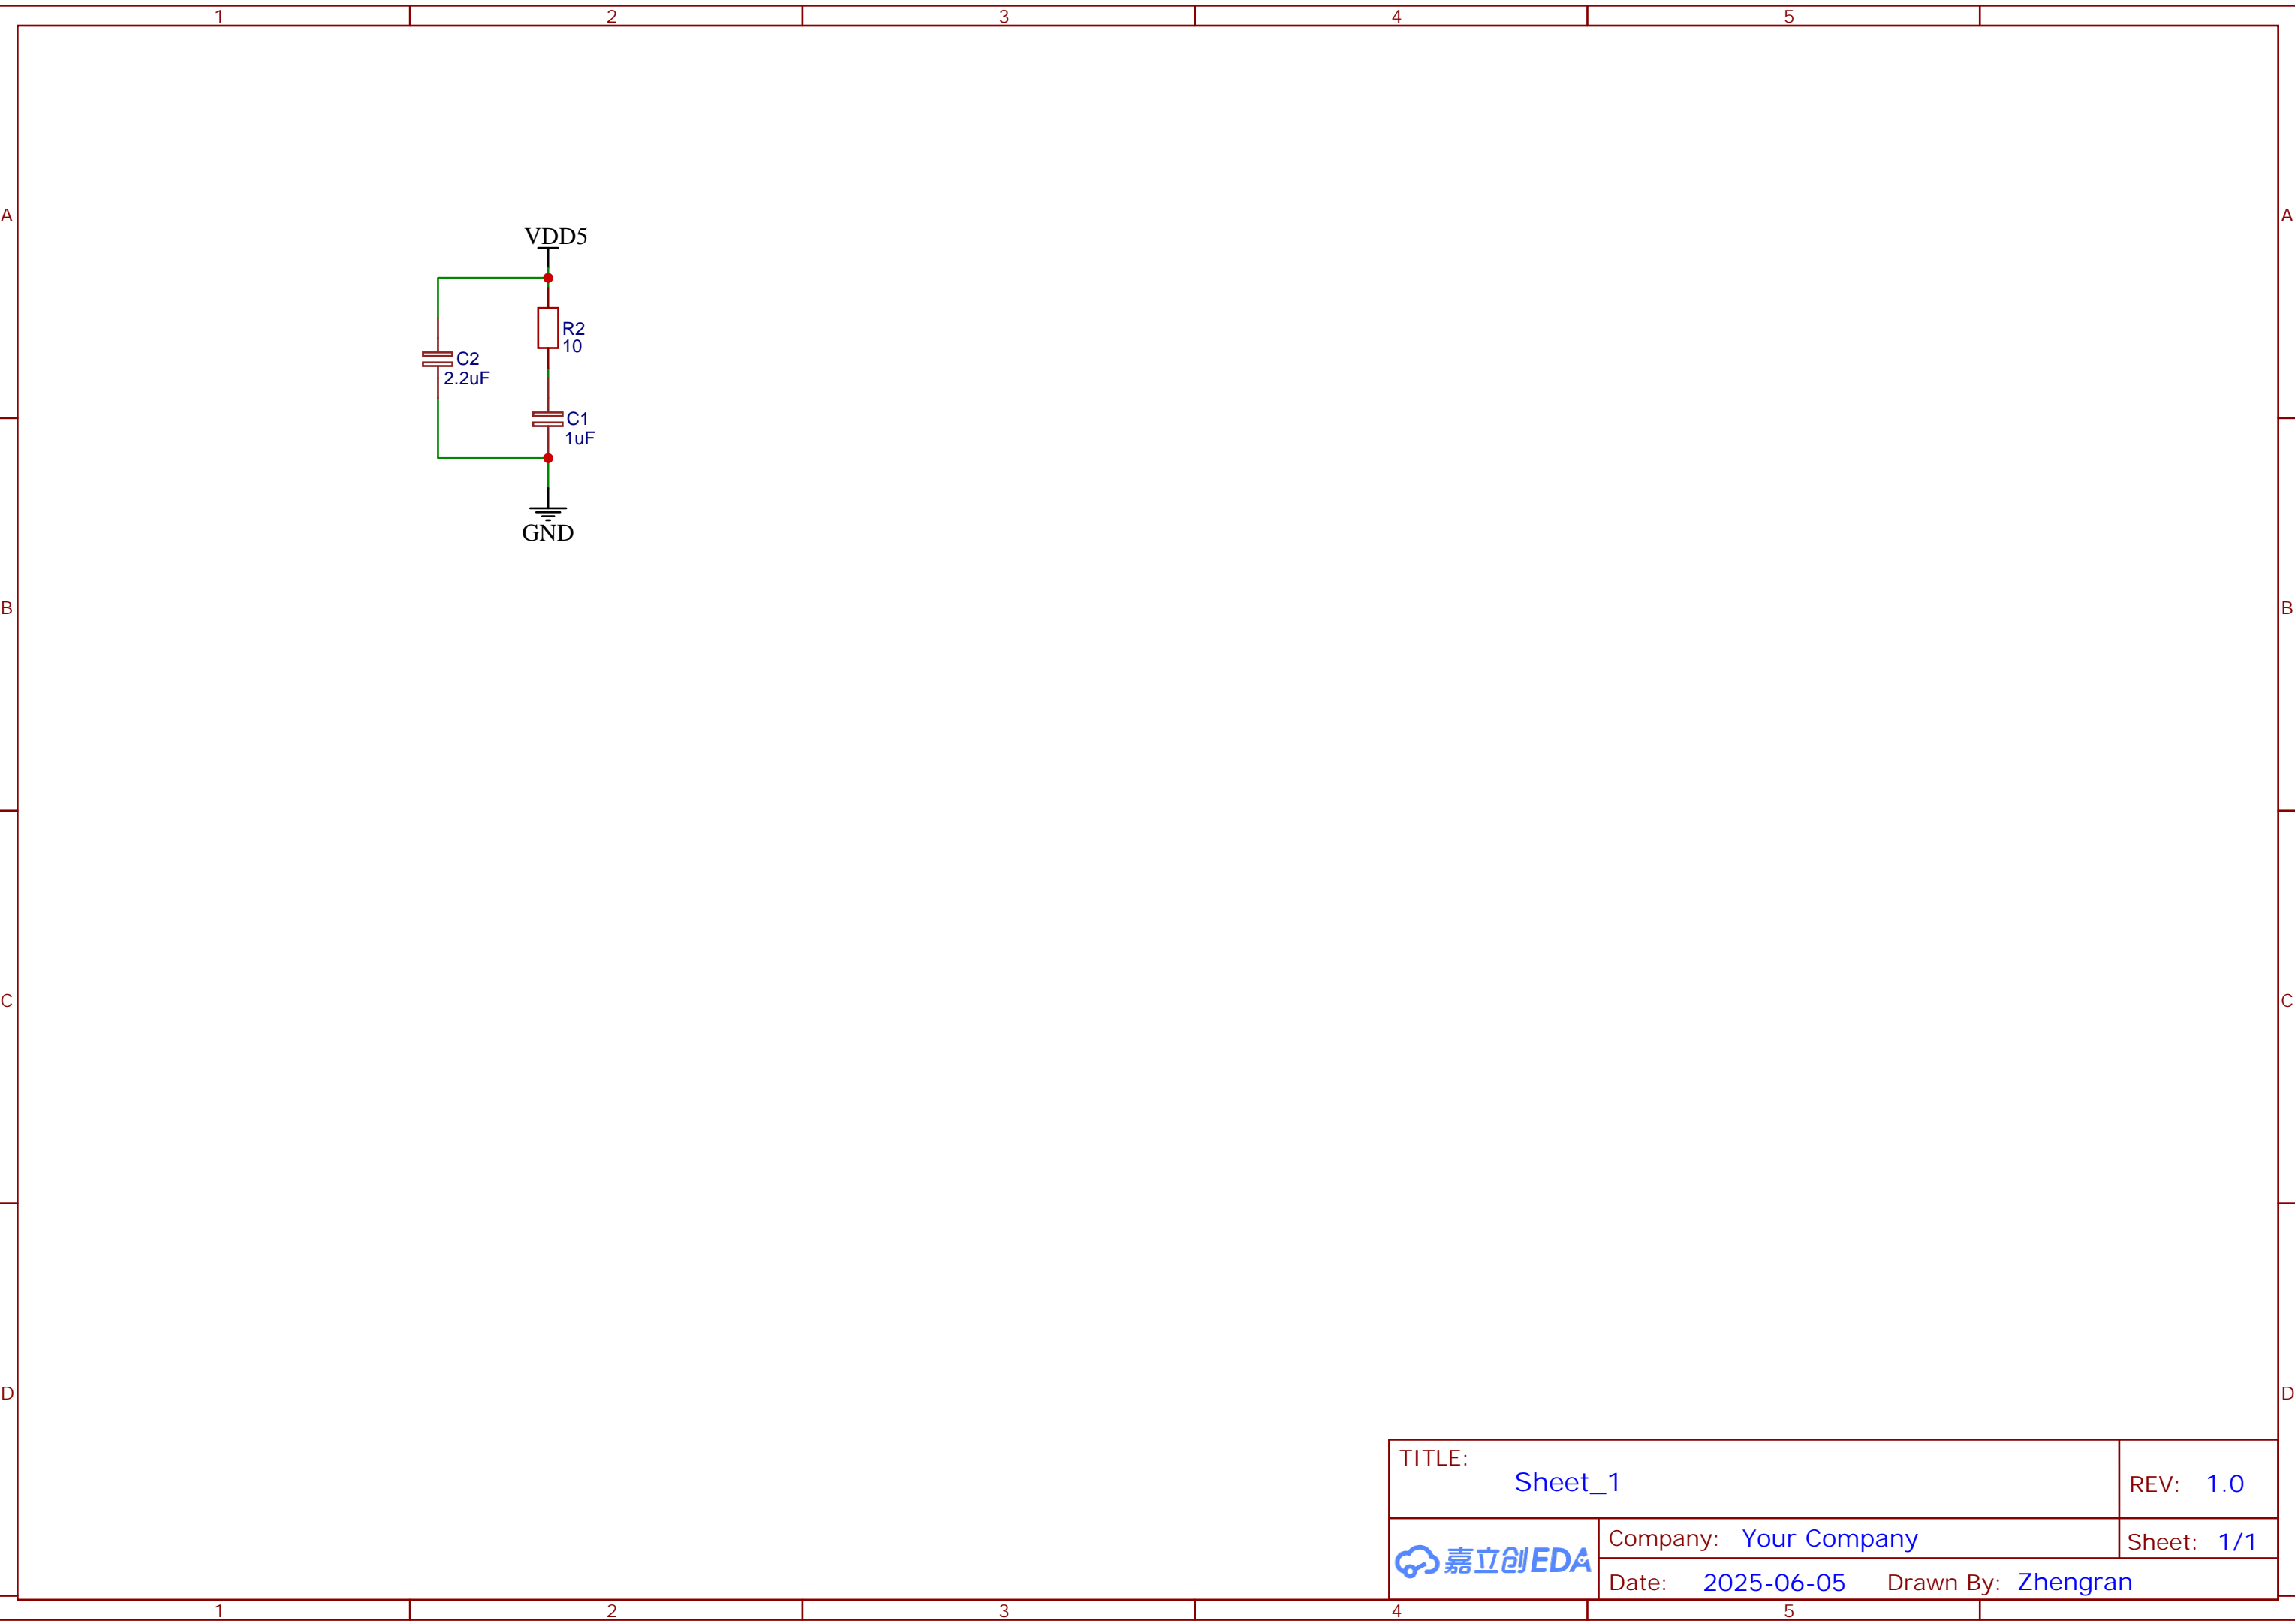 1 2 3 4 5
A A
VDD5
R2
10
C2
2.2uF
C1
1uF
GND
B B
C C
D D
TITLE:
Sheet_1
REV: 1.0
嘉立创EDA
Company: Your Company
Sheet: 1/1
Date: 2025-06-05 Drawn By: Zhengran
1 2 3 4 5